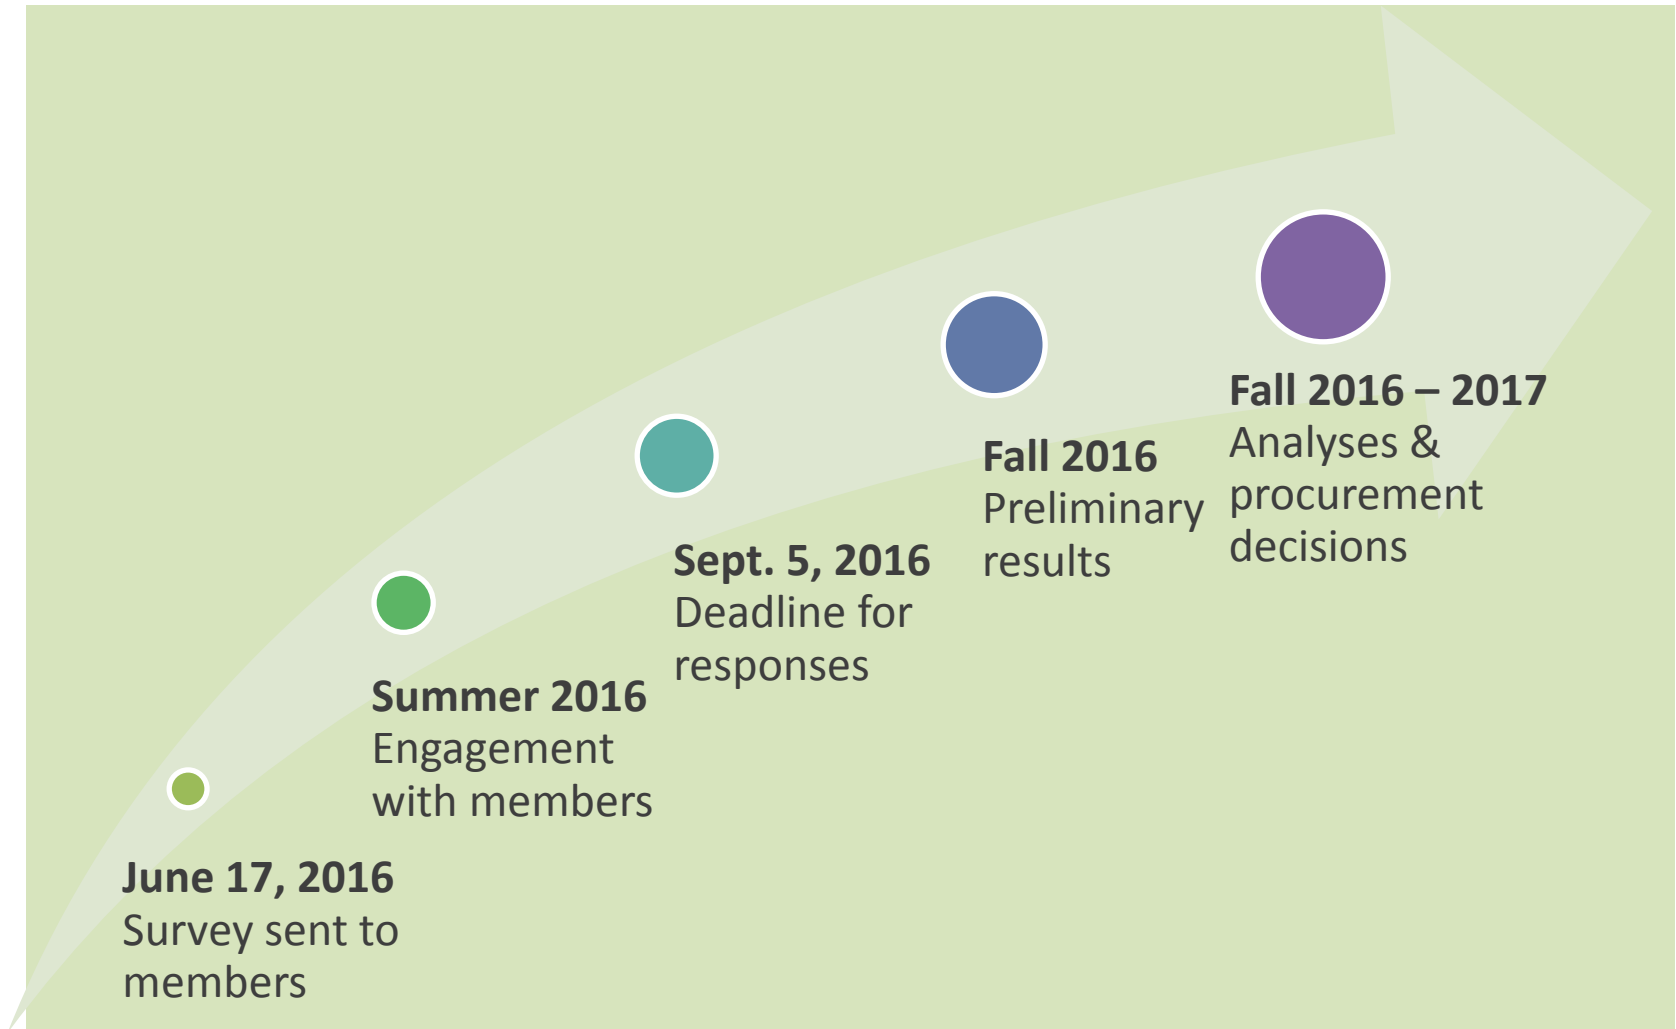 June 17, 2016
Survey sent to
members
Summer 2016
Engagement
with members
Sept. 5, 2016
Deadline for
responses
Fall 2016
Preliminary
results
Fall 2016 – 2017
Analyses &
procurement
decisions